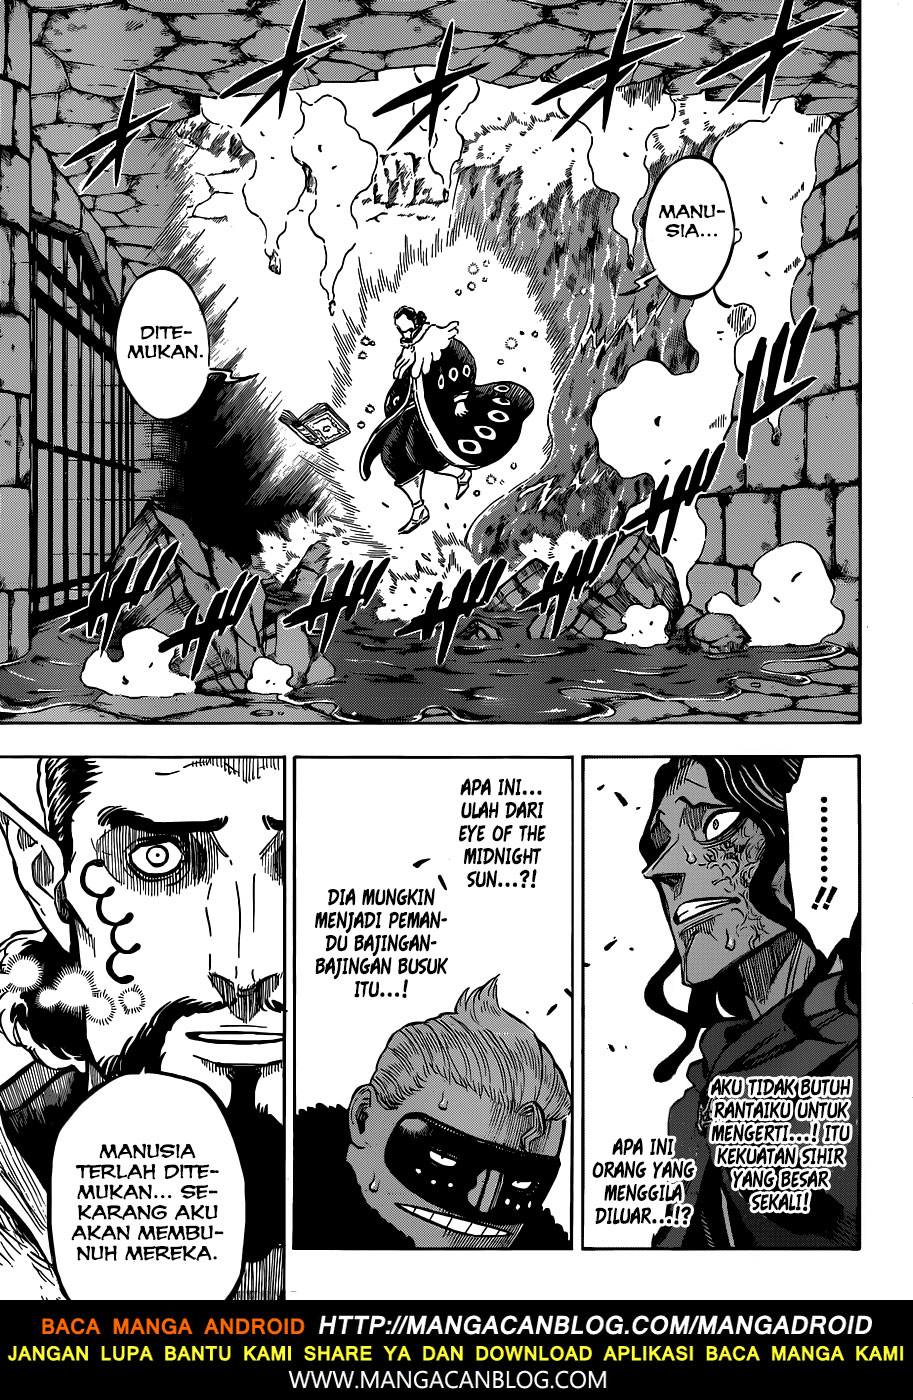 MANU-
SIA...
DITE-
MUKAN.
..........!!
AKU TIDAK BUTUH
RANTAIKU UNTUK
MENGERTI...! ITU
KEKUATAN SIHIR
YANG BESAR
SEKALI!
APA INI
ORANG YANG
MENGGILA
DILUAR...!?
APA INI...
ULAH DARI
EYE OF THE
MIDNIGHT
SUN...?!
DIA MUNGKIN
MENJADI PEMAN-
DU BAJINGAN-
BAJINGAN BUSUK
ITU...!
MANUSIA
TERLAH DITE-
MUKAN... SE-
KARANG AKU
AKAN MEMBU-
NUH MEREKA.
BACA MANGA ANDROID HTTP://MANGACANBLOG.COM/MANGADROID
JANGAN LUPA BANTU KAMI SHARE YA DAN DOWNLOAD APLIKASI BACA MANGA KAMI
WWW.MANGACANBLOG.COM